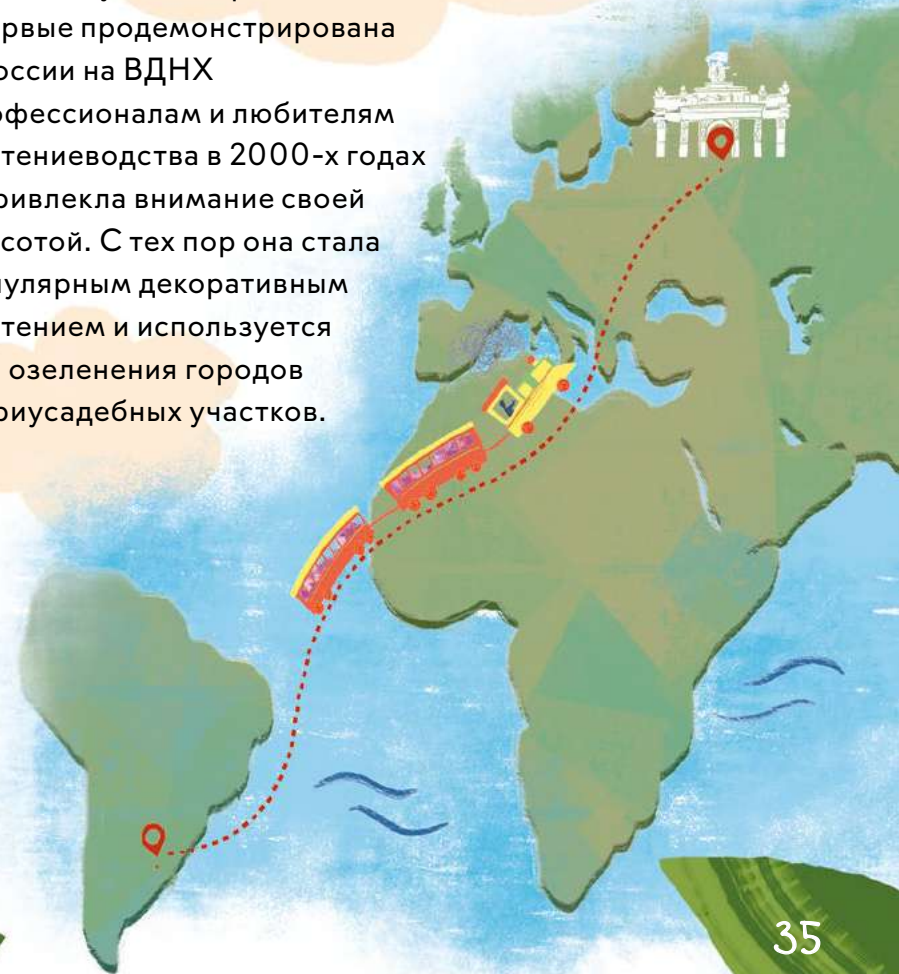 рвые продемонстрирована
оссии на ВДНХ
офессионалам и любителям
тениеводства в 2000-х годах
ривлекла внимание своей
сотой. С тех пор она стала
улярным декоративным
тением и используется
озеленения городов
риусадебных участков.
35